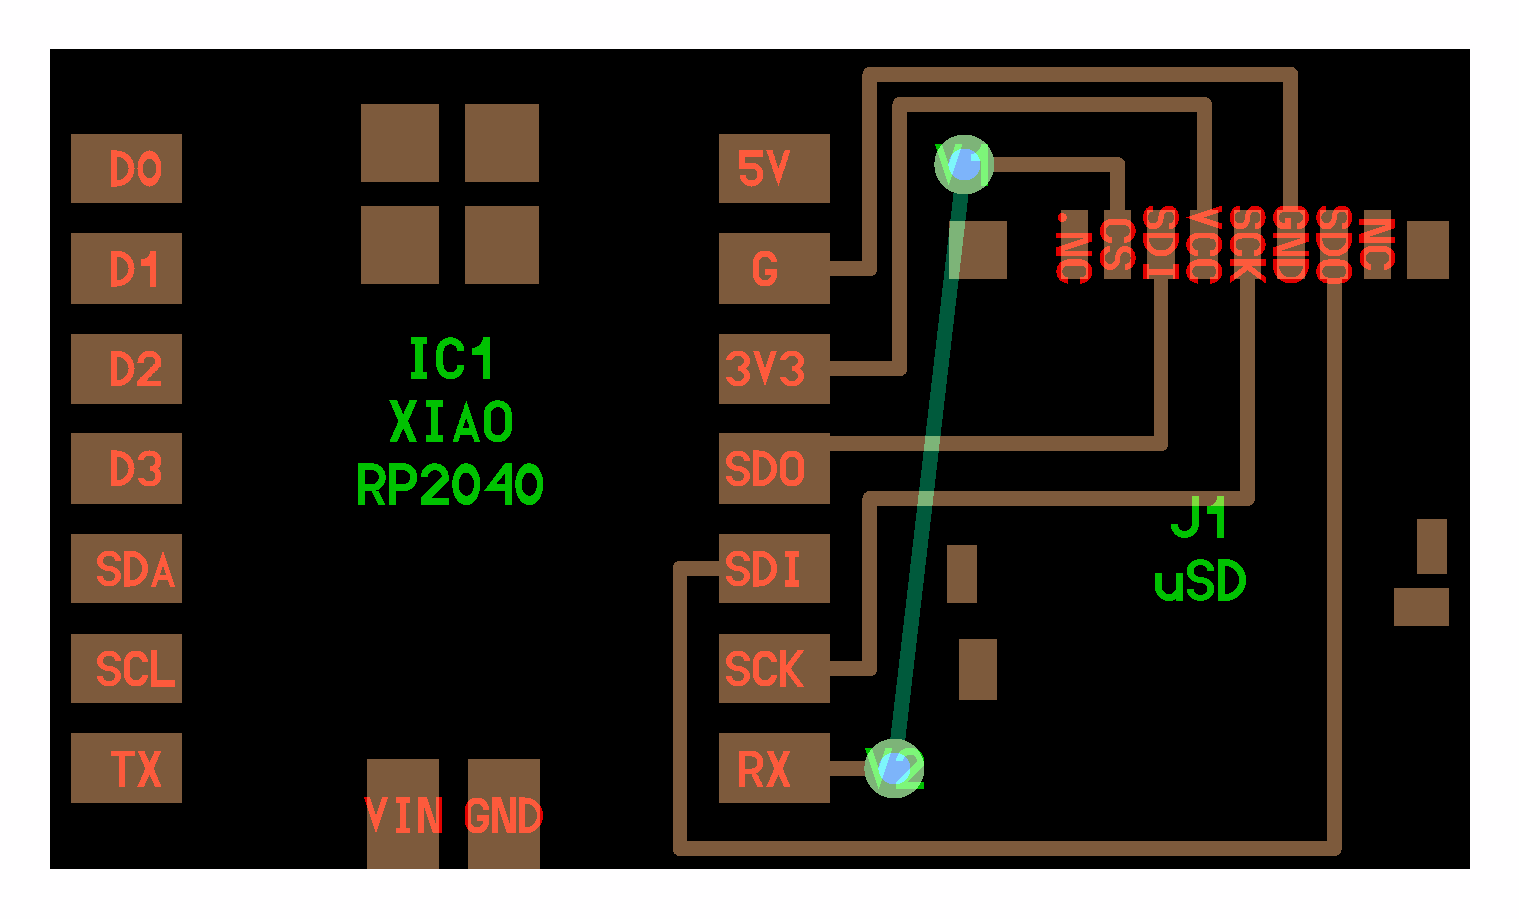 D0
D1
D2
D3
SDA
SCL
TX
IC1
XIAO
RP2040
VIN
GND
5V
G
3V3
SDO
SDI
SCK
RX
V1
V2
.NC
CS
SDI
VCC
SCK
GND
SDO
NC
J1
uSD